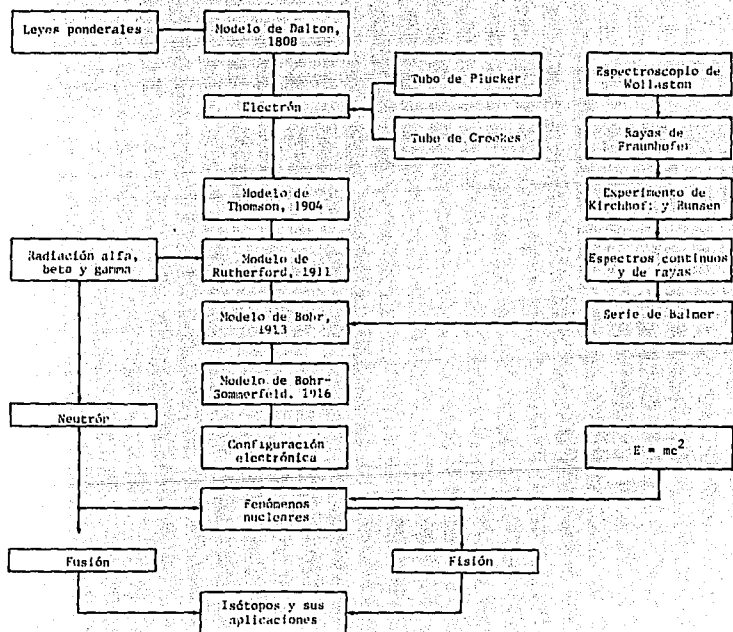 Leyes ponderales
Modelo de Dalton,
1808
Electrón
Tubo de Plucker
Tubo de Crookes
Espectroscopio de
Wollaston
Rayas de
Fraunhofer
Modelo de
Thomson, 1904
Experimento de
Kirchhoff y Bunsen
Radiación alfa,
beta y gamma
Modelo de
Rutherford, 1911
Espectros continuos
y de rayas
Modelo de Bohr,
1913
Serie de Balmer
Modelo de Bohr-
Sommerfeld, 1916
Neutrón
Configuración
electrónica
E = mc²
Fenómenos
nucleares
Fusión
Fisión
Isótopos y sus
aplicaciones